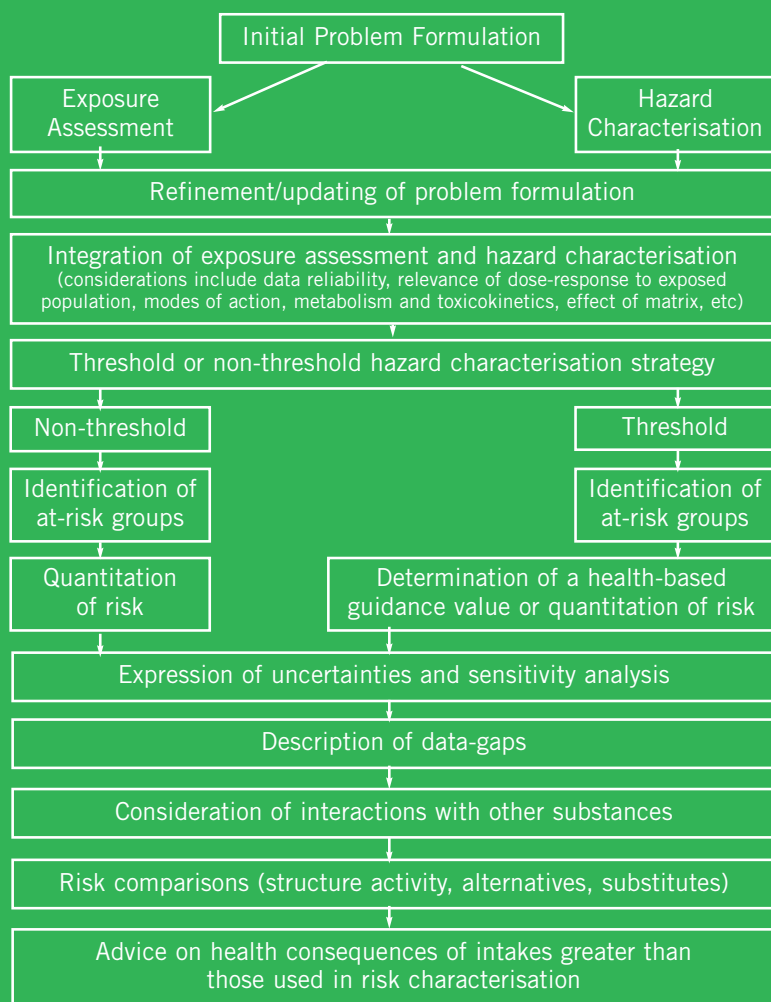 Initial Problem Formulation
Exposure
Assessment
Hazard
Characterisation
Refinement/updating of problem formulation
Integration of exposure assessment and hazard characterisation
(considerations include data reliability, relevance of dose-response to exposed
population, modes of action, metabolism and toxicokinetics, effect of matrix, etc)
Threshold or non-threshold hazard characterisation strategy
Non-threshold
Threshold
Identification of
at-risk groups
Identification of
at-risk groups
Quantitation
of risk
Determination of a health-based
guidance value or quantitation of risk
Expression of uncertainties and sensitivity analysis
Description of data-gaps
Consideration of interactions with other substances
Risk comparisons (structure activity, alternatives, substitutes)
Advice on health consequences of intakes greater than
those used in risk characterisation